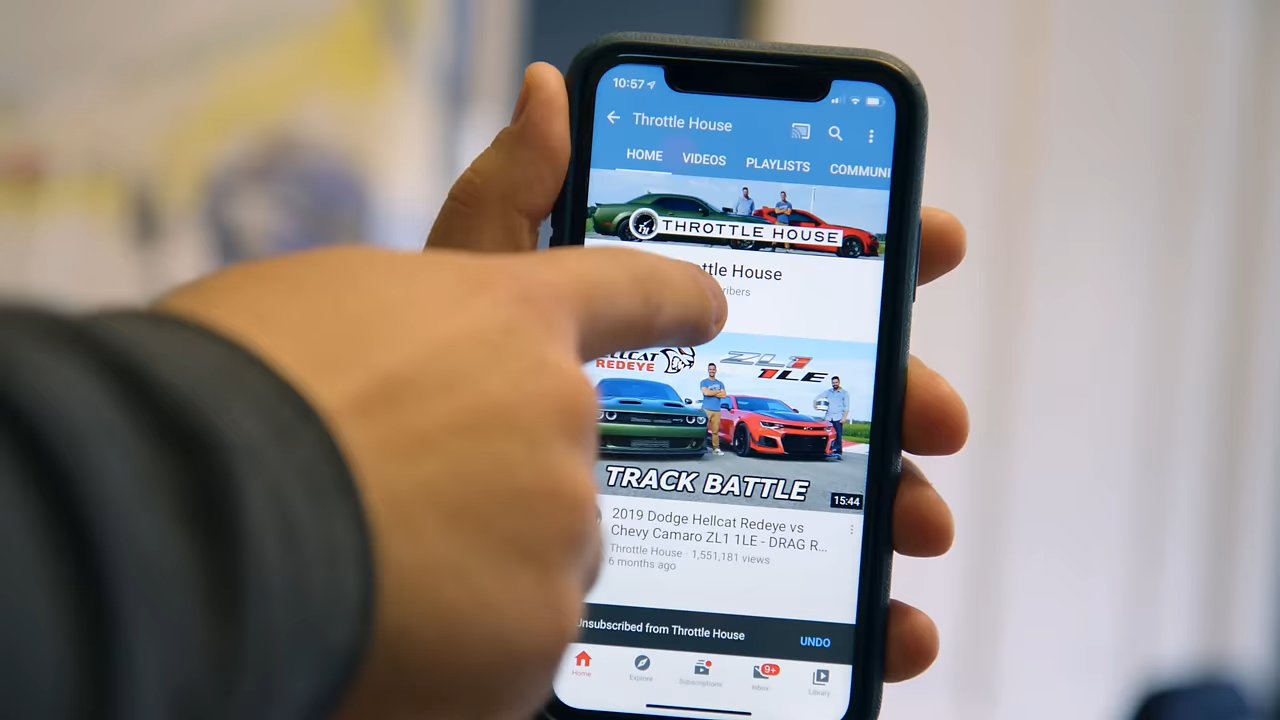 10:57
Throttle House
HOME VIDEOS PLAYLISTS COMMUNI
THROTTLE HOUSE
ttle House
ribers
HELLCAT
REDEYE
ZL1
1LE
TRACK BATTLE
15:44
2019 Dodge Hellcat Redeye vs
Chevy Camaro ZL1 1LE - DRAG R...
Throttle House · 1,551,181 views
6 months ago
Unsubscribed from Throttle House UNDO
9+
Home Explore Subscriptions Inbox Library